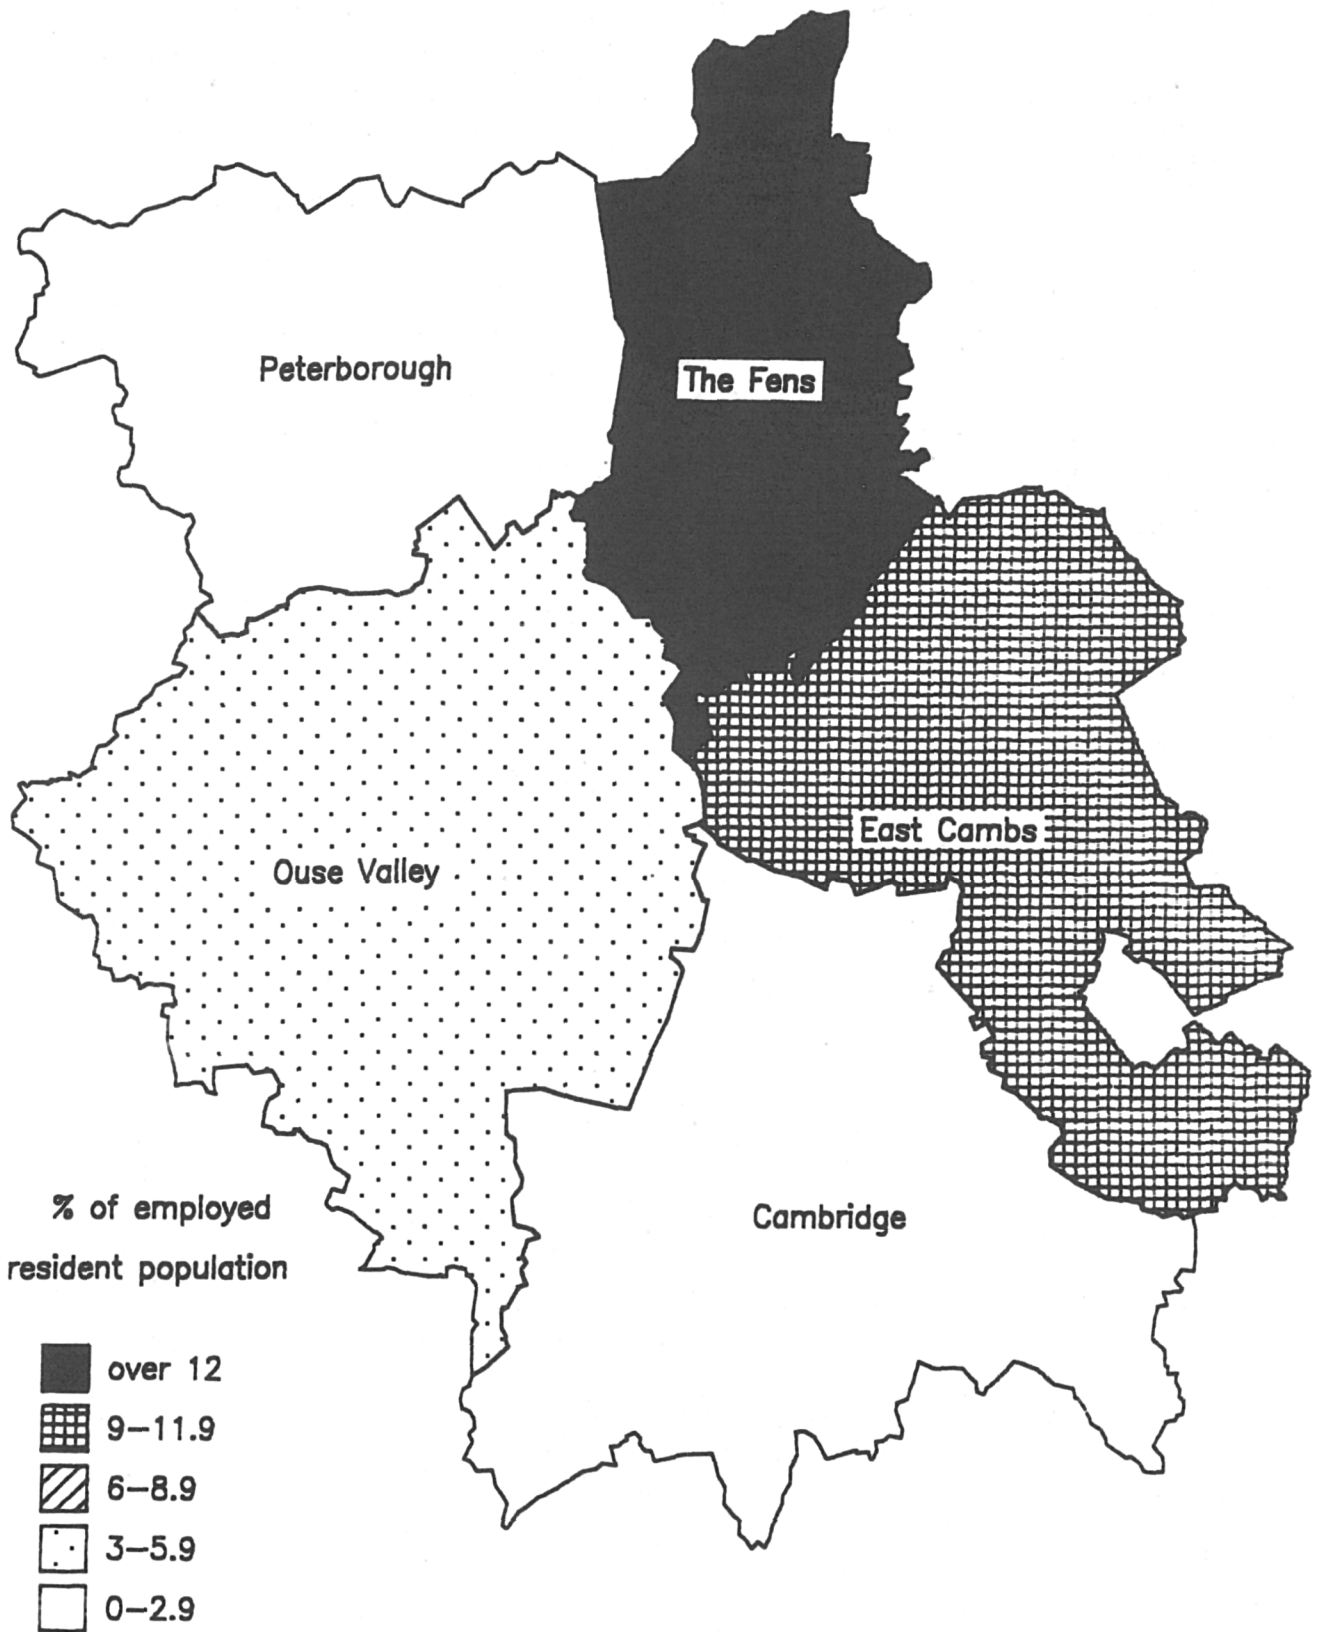 Peterborough
The Fens
East Cambs
Ouse Valley
Cambridge
% of employed
resident population
over 12
9-11.9
6-8.9
3-5.9
0-2.9